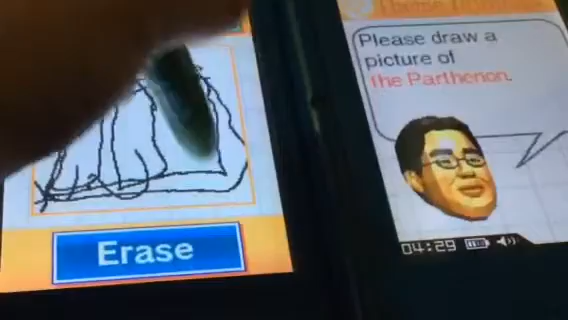 Erase
Please draw a
picture of
the Parthenon.
04:29